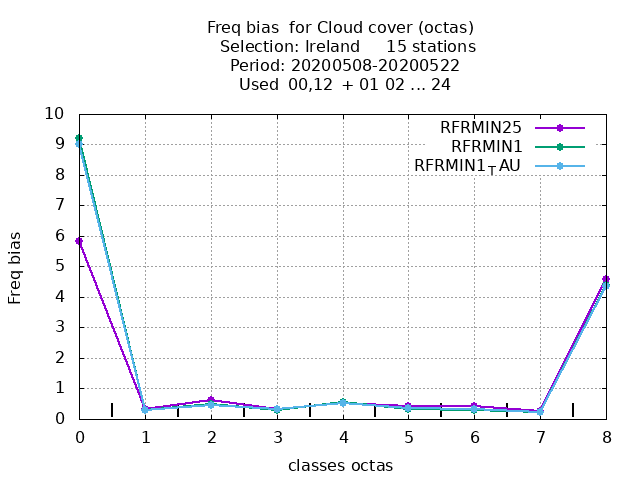 Freq bias  for Cloud cover (octas)
Selection: Ireland     15 stations
Period: 20200508-20200522
Used  00,12  + 01 02 ... 24
RFRMIN25
RFRMIN1
RFRMIN1TAU
10
9
8
7
6
5
4
3
2
1
0
Freq bias
0 1 2 3 4 5 6 7 8
classes octas